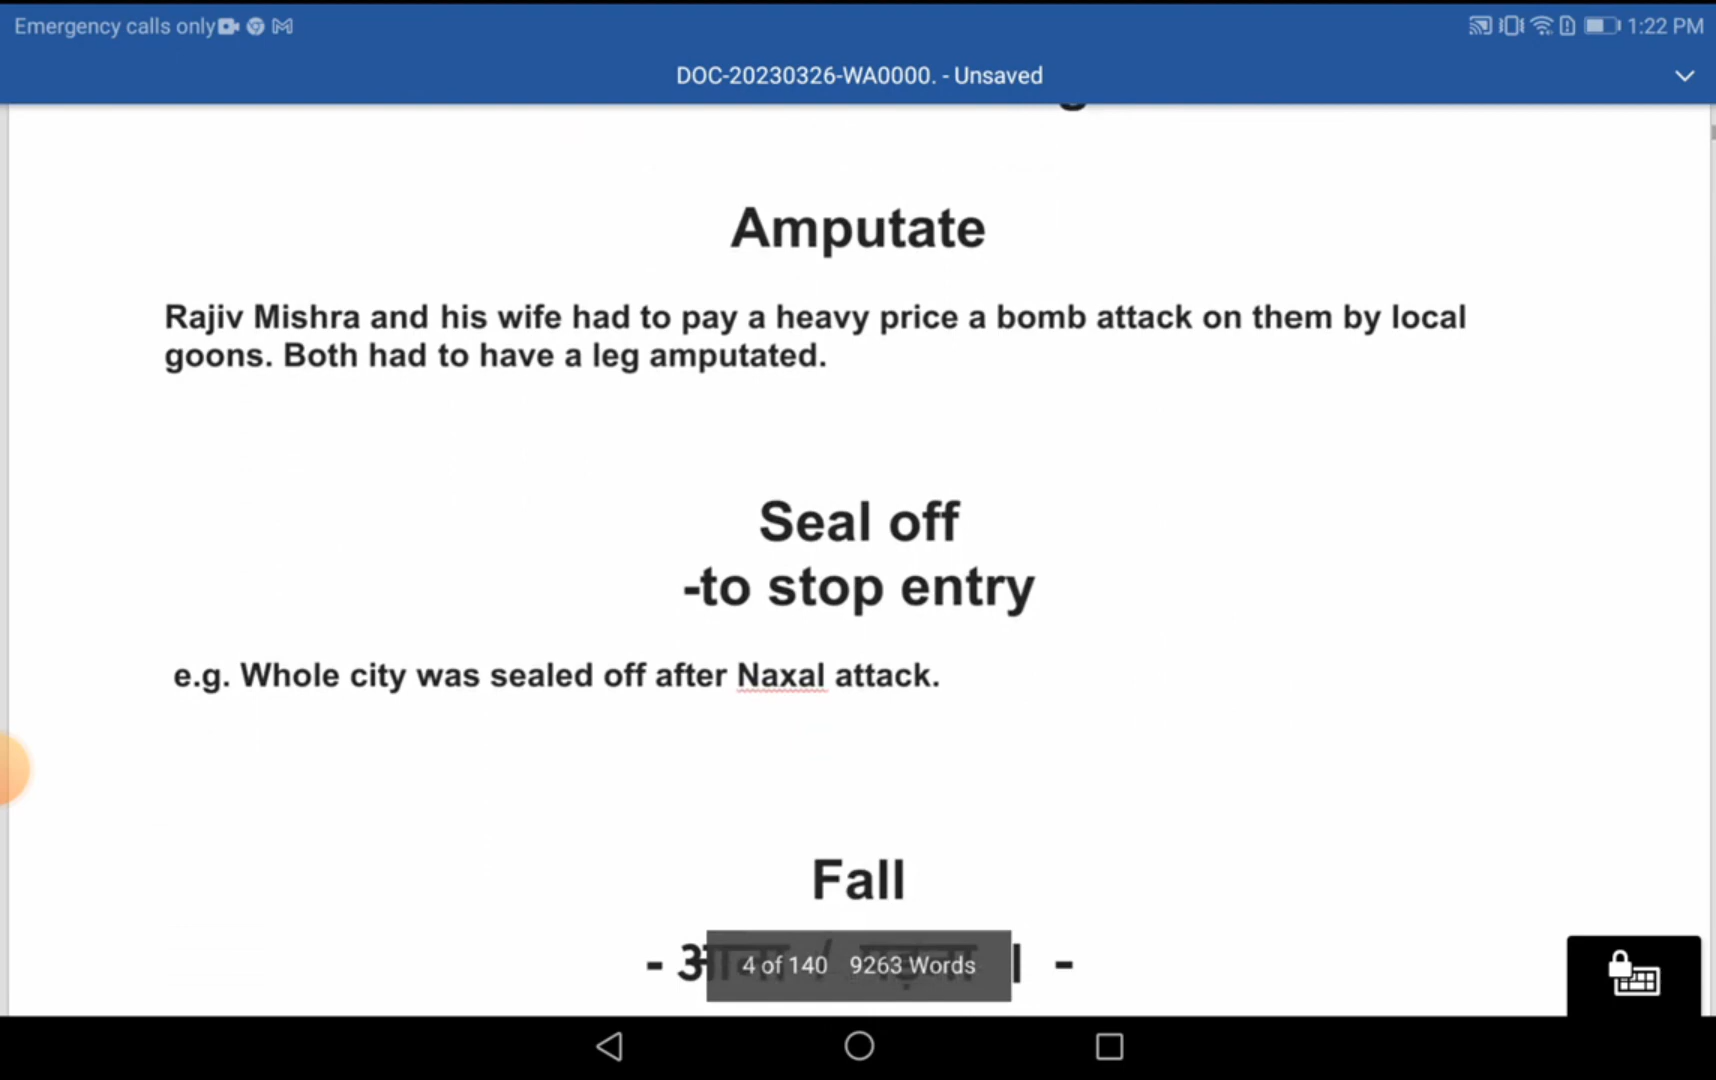 Emergency calls only
1:22 PM
DOC-20230326-WA0000. - Unsaved
Amputate
Rajiv Mishra and his wife had to pay a heavy price a bomb attack on them by local
goons. Both had to have a leg amputated.
Seal off
-to stop entry
e.g. Whole city was sealed off after Naxal attack.
Fall
- आना / पड़ना । -
4 of 140 9263 Words